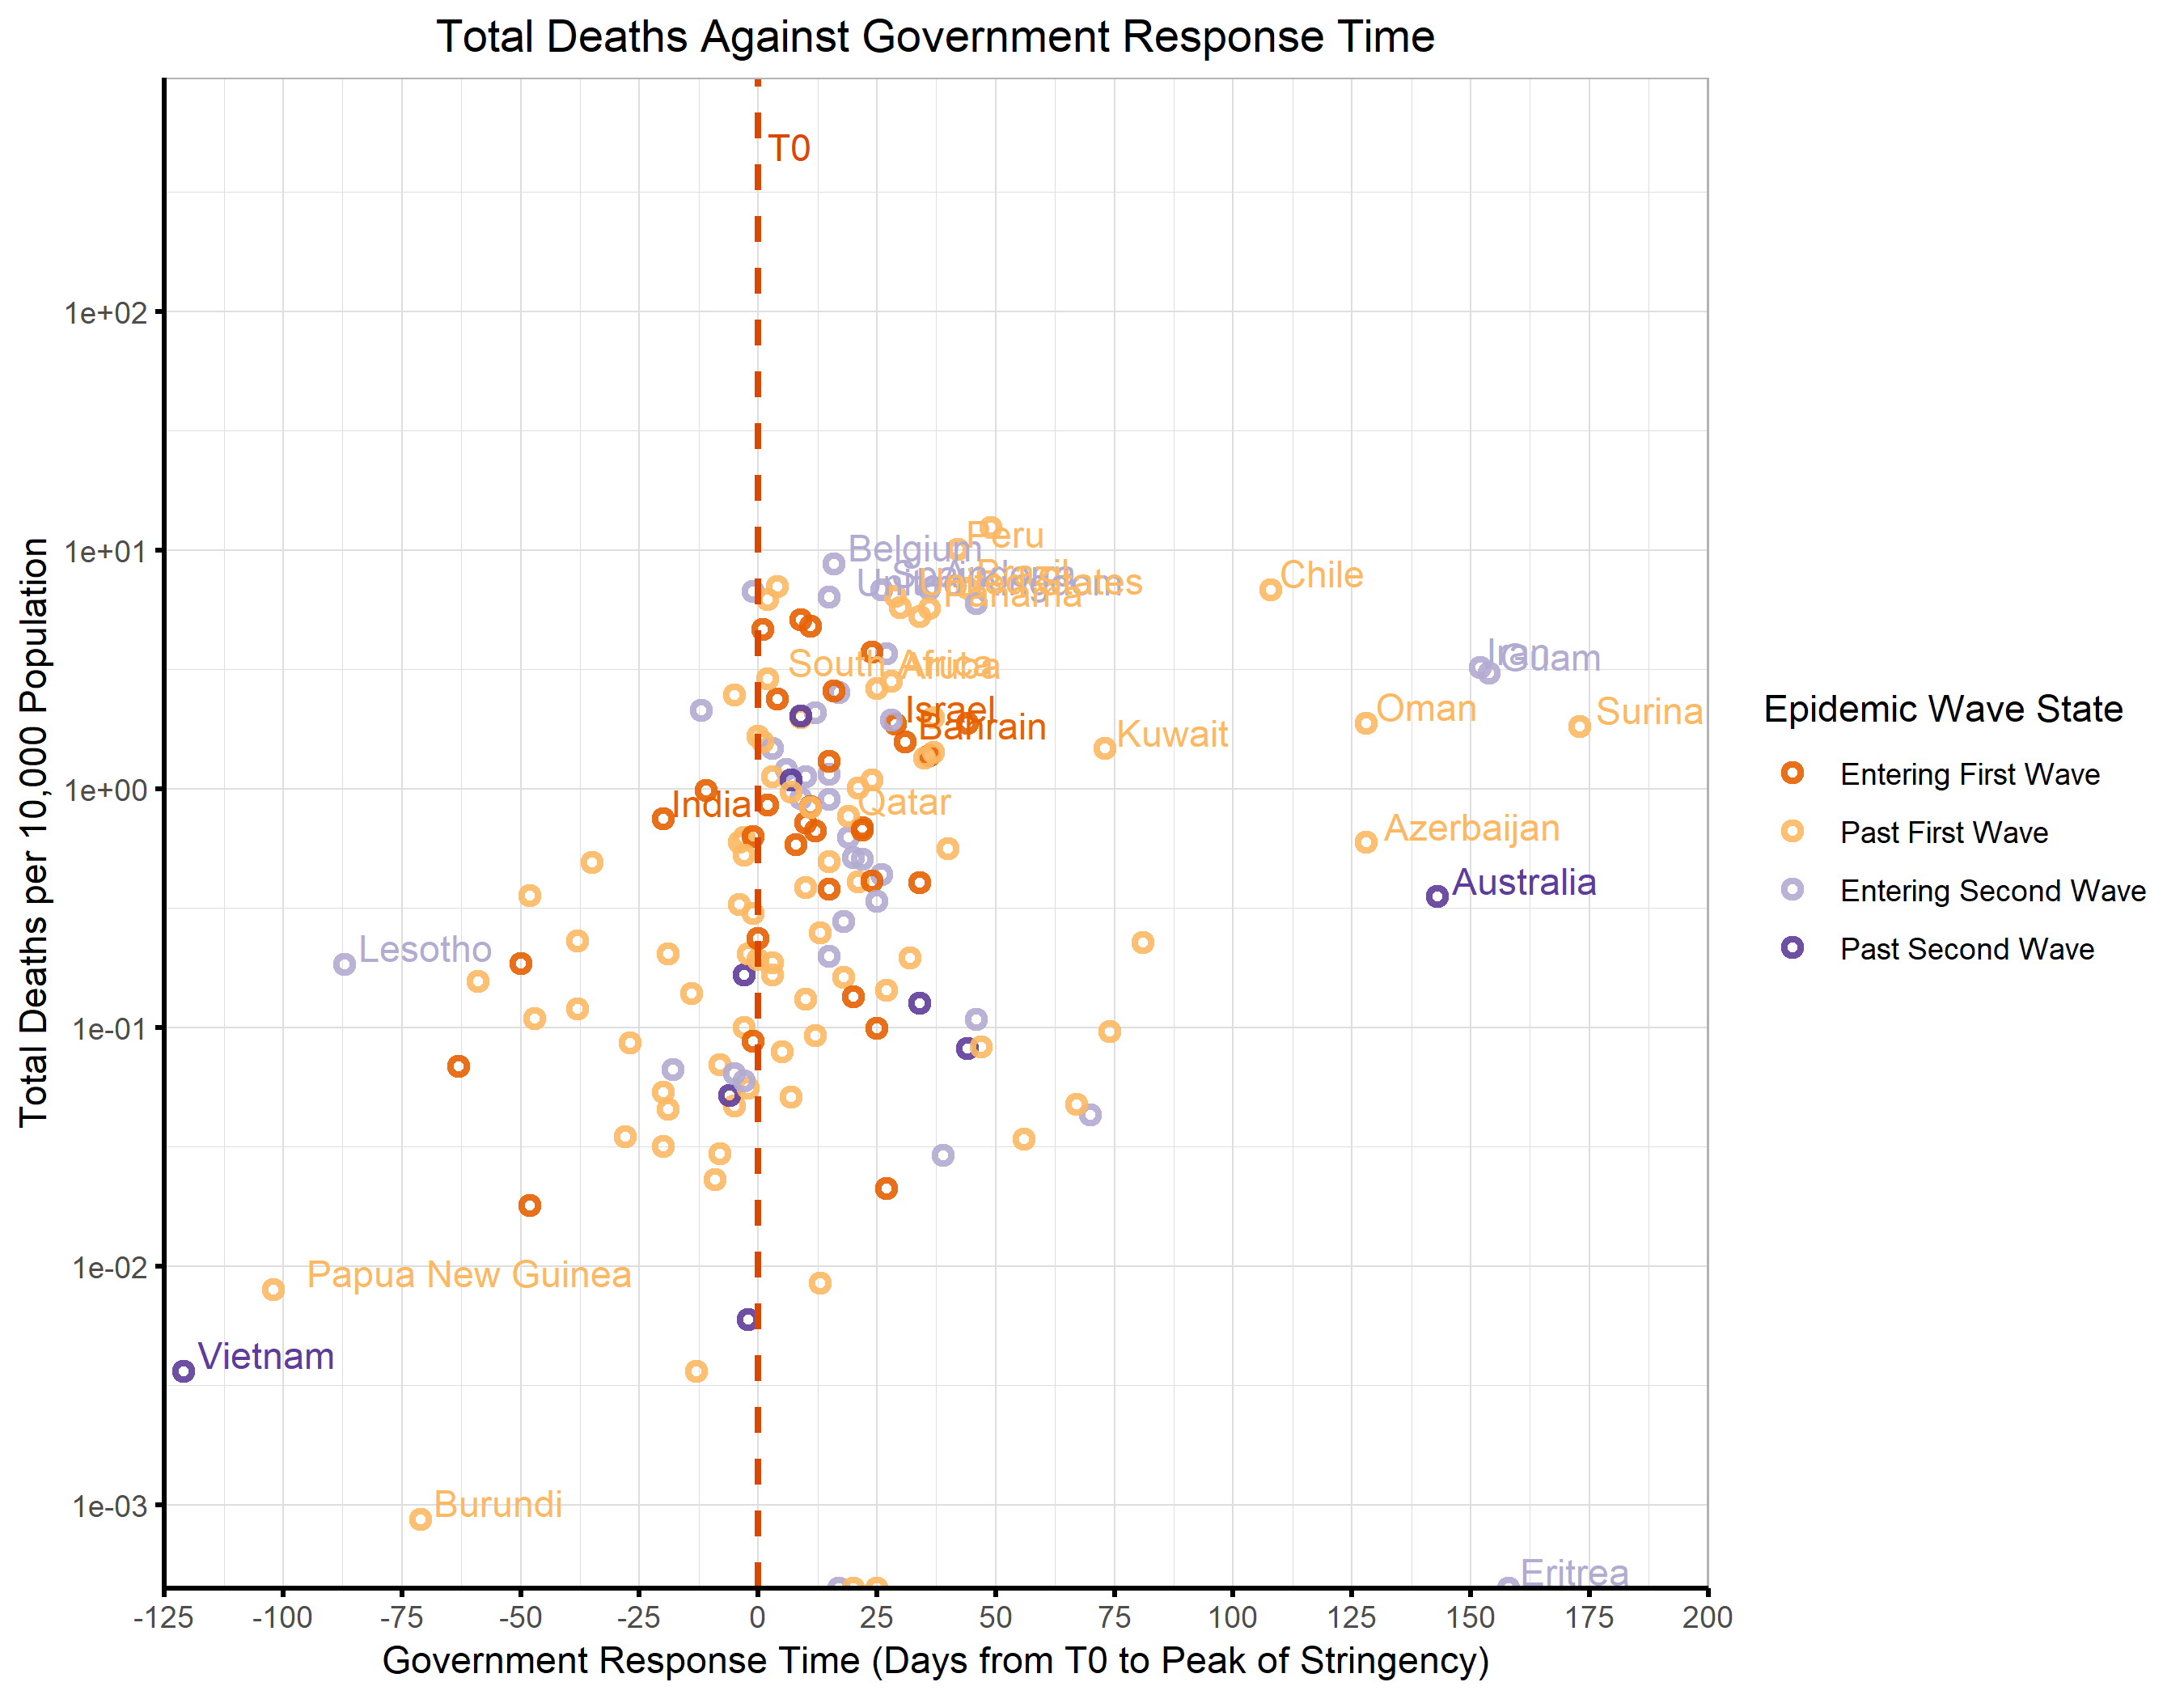 Total Deaths Against Government Response Time
T0
1e+02
1e+01
1e+00
1e-01
1e-02
1e-03
Total Deaths per 10,000 Population
Peru
Belgium
Spain
Brazil
United States
Panama
Chile
South Africa
Aruba
Iran
Guam
Israel
Bahrain
Oman
Surina
Kuwait
India
Qatar
Azerbaijan
Australia
Lesotho
Papua New Guinea
Vietnam
Burundi
Eritrea
-125 -100 -75 -50 -25 0 25 50 75 100 125 150 175 200
Government Response Time (Days from T0 to Peak of Stringency)
Epidemic Wave State
Entering First Wave
Past First Wave
Entering Second Wave
Past Second Wave